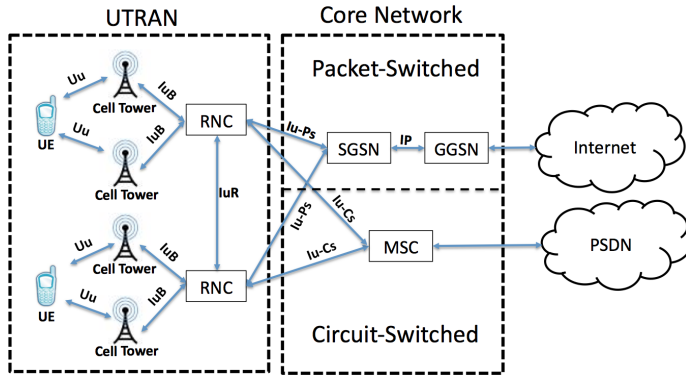 UTRAN
Core Network
Uu
Cell Tower
IuB
UE
Uu
Cell Tower
IuB
RNC
IuR
Uu
Cell Tower
IuB
UE
Uu
Cell Tower
IuB
RNC
Packet-Switched
Iu-Ps
SGSN
IP
GGSN
Internet
Iu-Ps
Iu-Cs
Iu-Cs
MSC
PSDN
Circuit-Switched